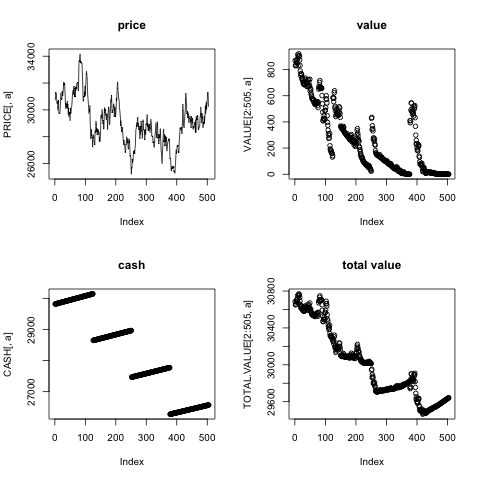 price
value
PRICE[, a]
26000 30000 34000
VALUE[2:505, a]
0 200 400 600 800
0 100 200 300 400 500
0 100 200 300 400 500
Index
Index
cash
total value
CASH[, a]
27000 29000
TOTAL.VALUE[2:505, a]
29600 30000 30400 30800
0 100 200 300 400 500
0 100 200 300 400 500
Index
Index